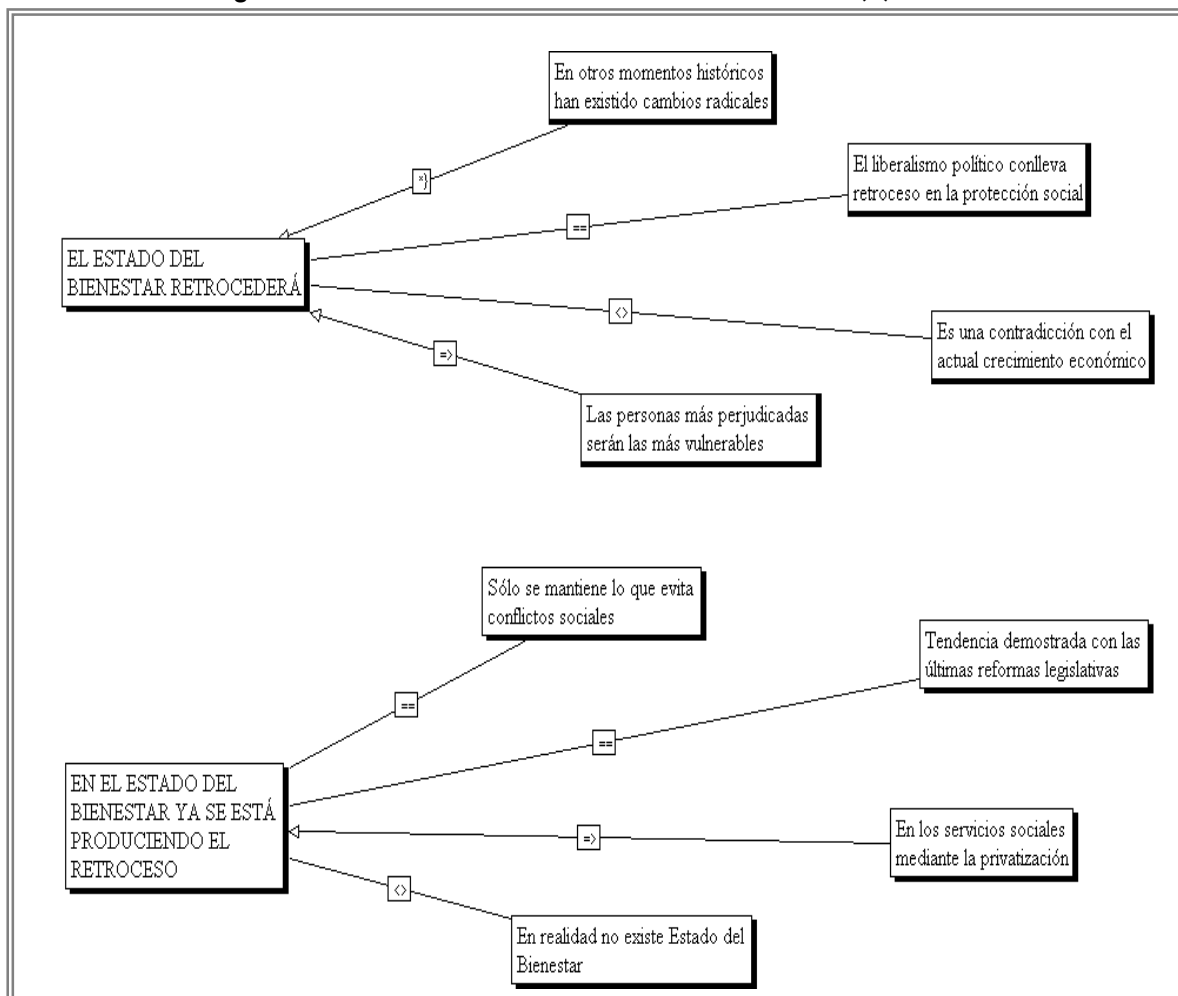 En otros momentos históricos
han existido cambios radicales
El liberalismo político conlleva
retroceso en la protección social
*}
==
EL ESTADO DEL
BIENESTAR RETROCEDERÁ
<>
Es una contradicción con el
actual crecimiento económico
=>
Las personas más perjudicadas
serán las más vulnerables
Sólo se mantiene lo que evita
conflictos sociales
Tendencia demostrada con las
últimas reformas legislativas
==
==
EN EL ESTADO DEL
BIENESTAR YA SE ESTÁ
PRODUCIENDO EL
RETROCESO
=>
En los servicios sociales
mediante la privatización
<>
En realidad no existe Estado del
Bienestar